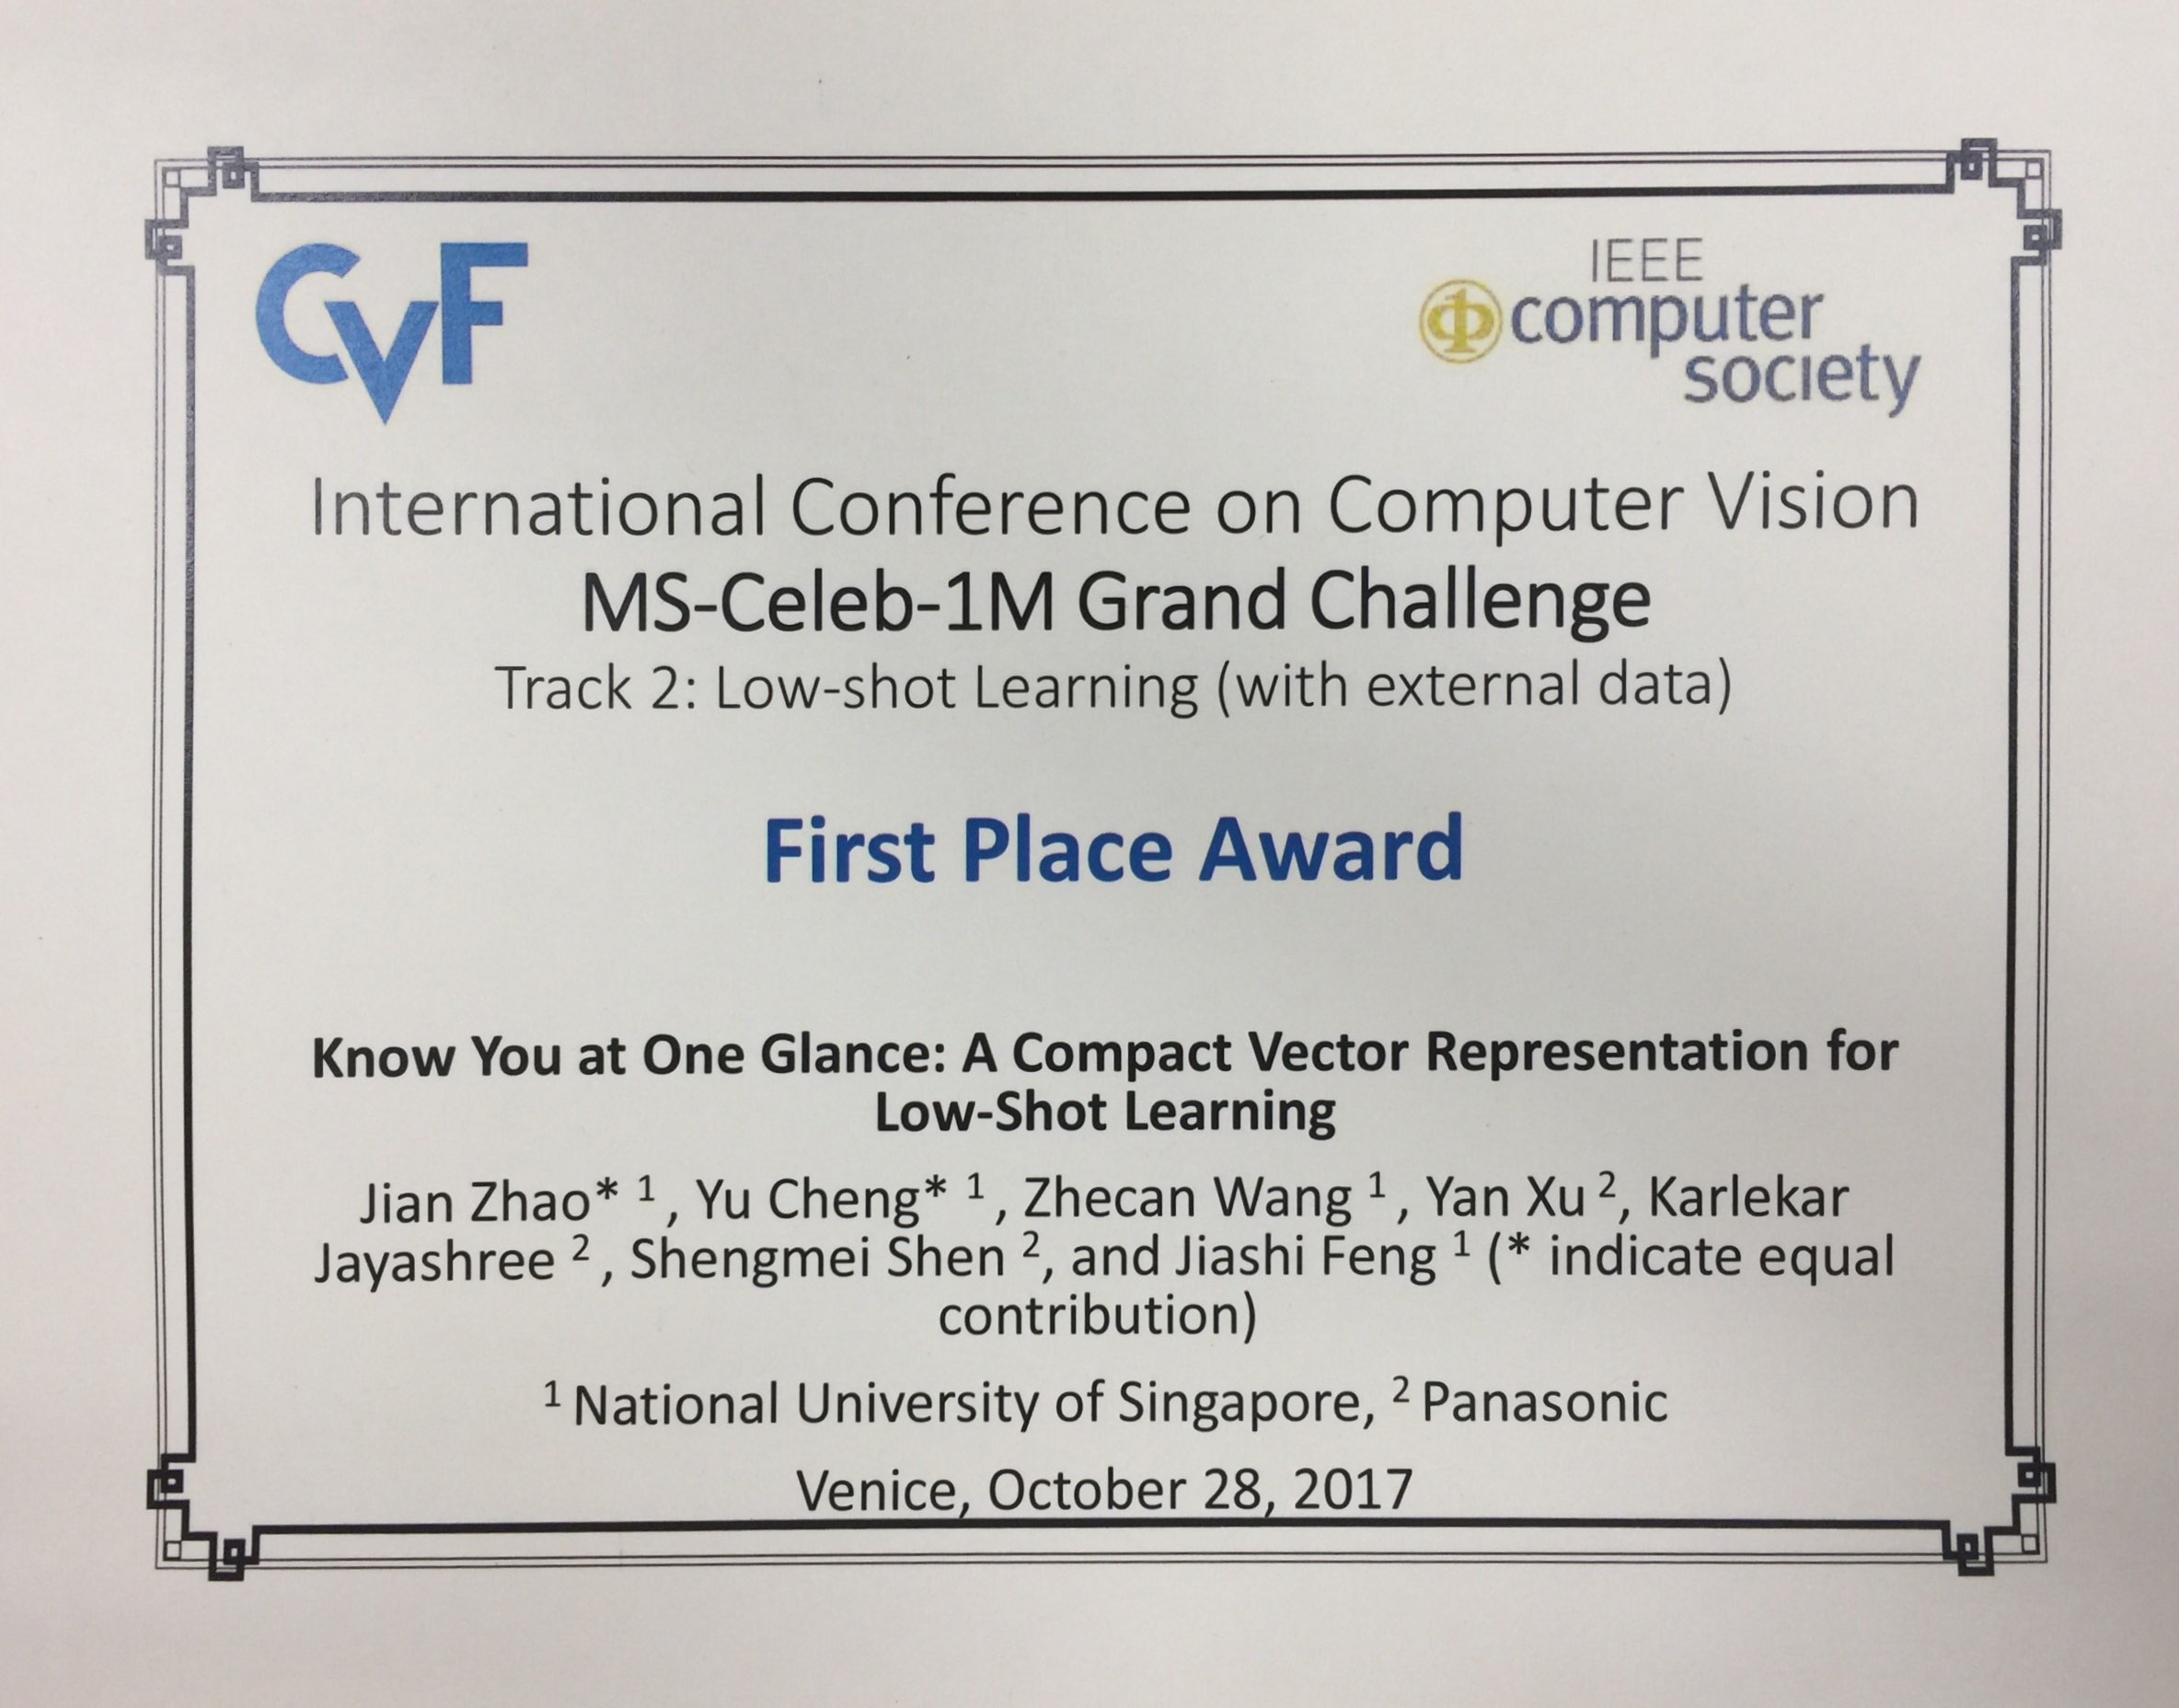 CVF
IEEE
computer
society
International Conference on Computer Vision
MS-Celeb-1M Grand Challenge
Track 2: Low-shot Learning (with external data)
First Place Award
Know You at One Glance: A Compact Vector Representation for
Low-Shot Learning
Jian Zhao* ¹ , Yu Cheng* ¹ , Zhecan Wang ¹ , Yan Xu ², Karlekar
Jayashree ² , Shengmei Shen ², and Jiashi Feng ¹ (* indicate equal
contribution)
¹ National University of Singapore, ² Panasonic
Venice, October 28, 2017